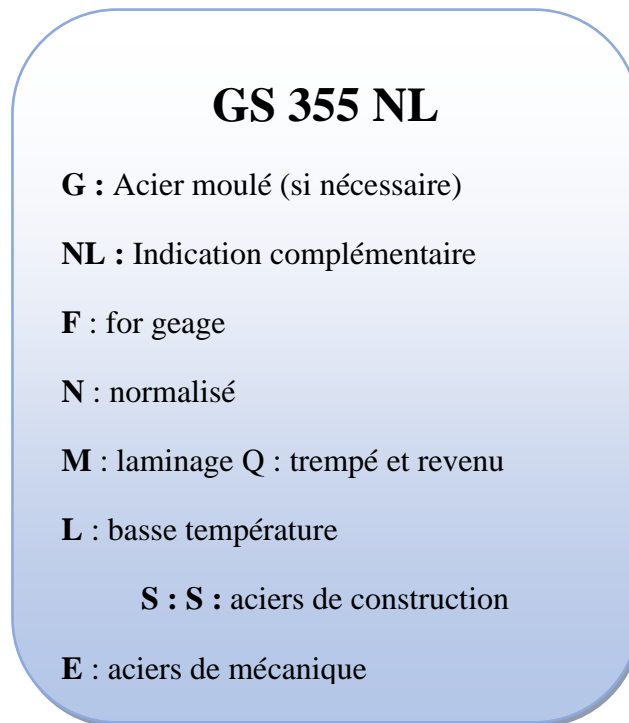 GS 355 NL
G : Acier moulé (si nécessaire)
NL : Indication complémentaire
F : for geage
N : normalisé
M : laminage Q : trempé et revenu
L : basse température
S : S : aciers de construction
E : aciers de mécanique